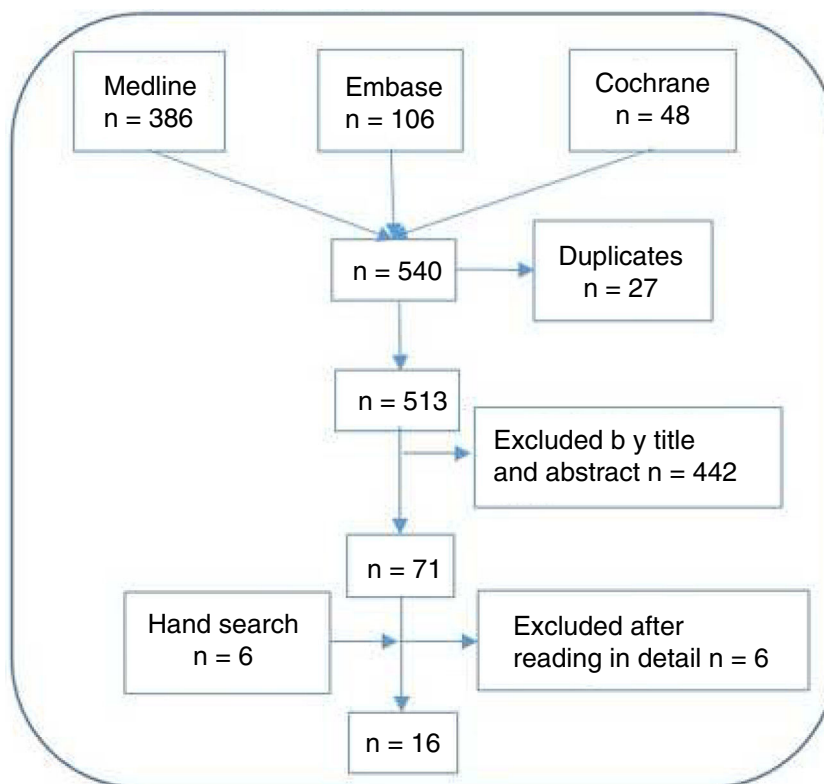 Medline
n = 386
Embase
n = 106
Cochrane
n = 48
n = 540
Duplicates
n = 27
n = 513
Excluded b y title
and abstract n = 442
n = 71
Hand search
n = 6
Excluded after
reading in detail n = 6
n = 16